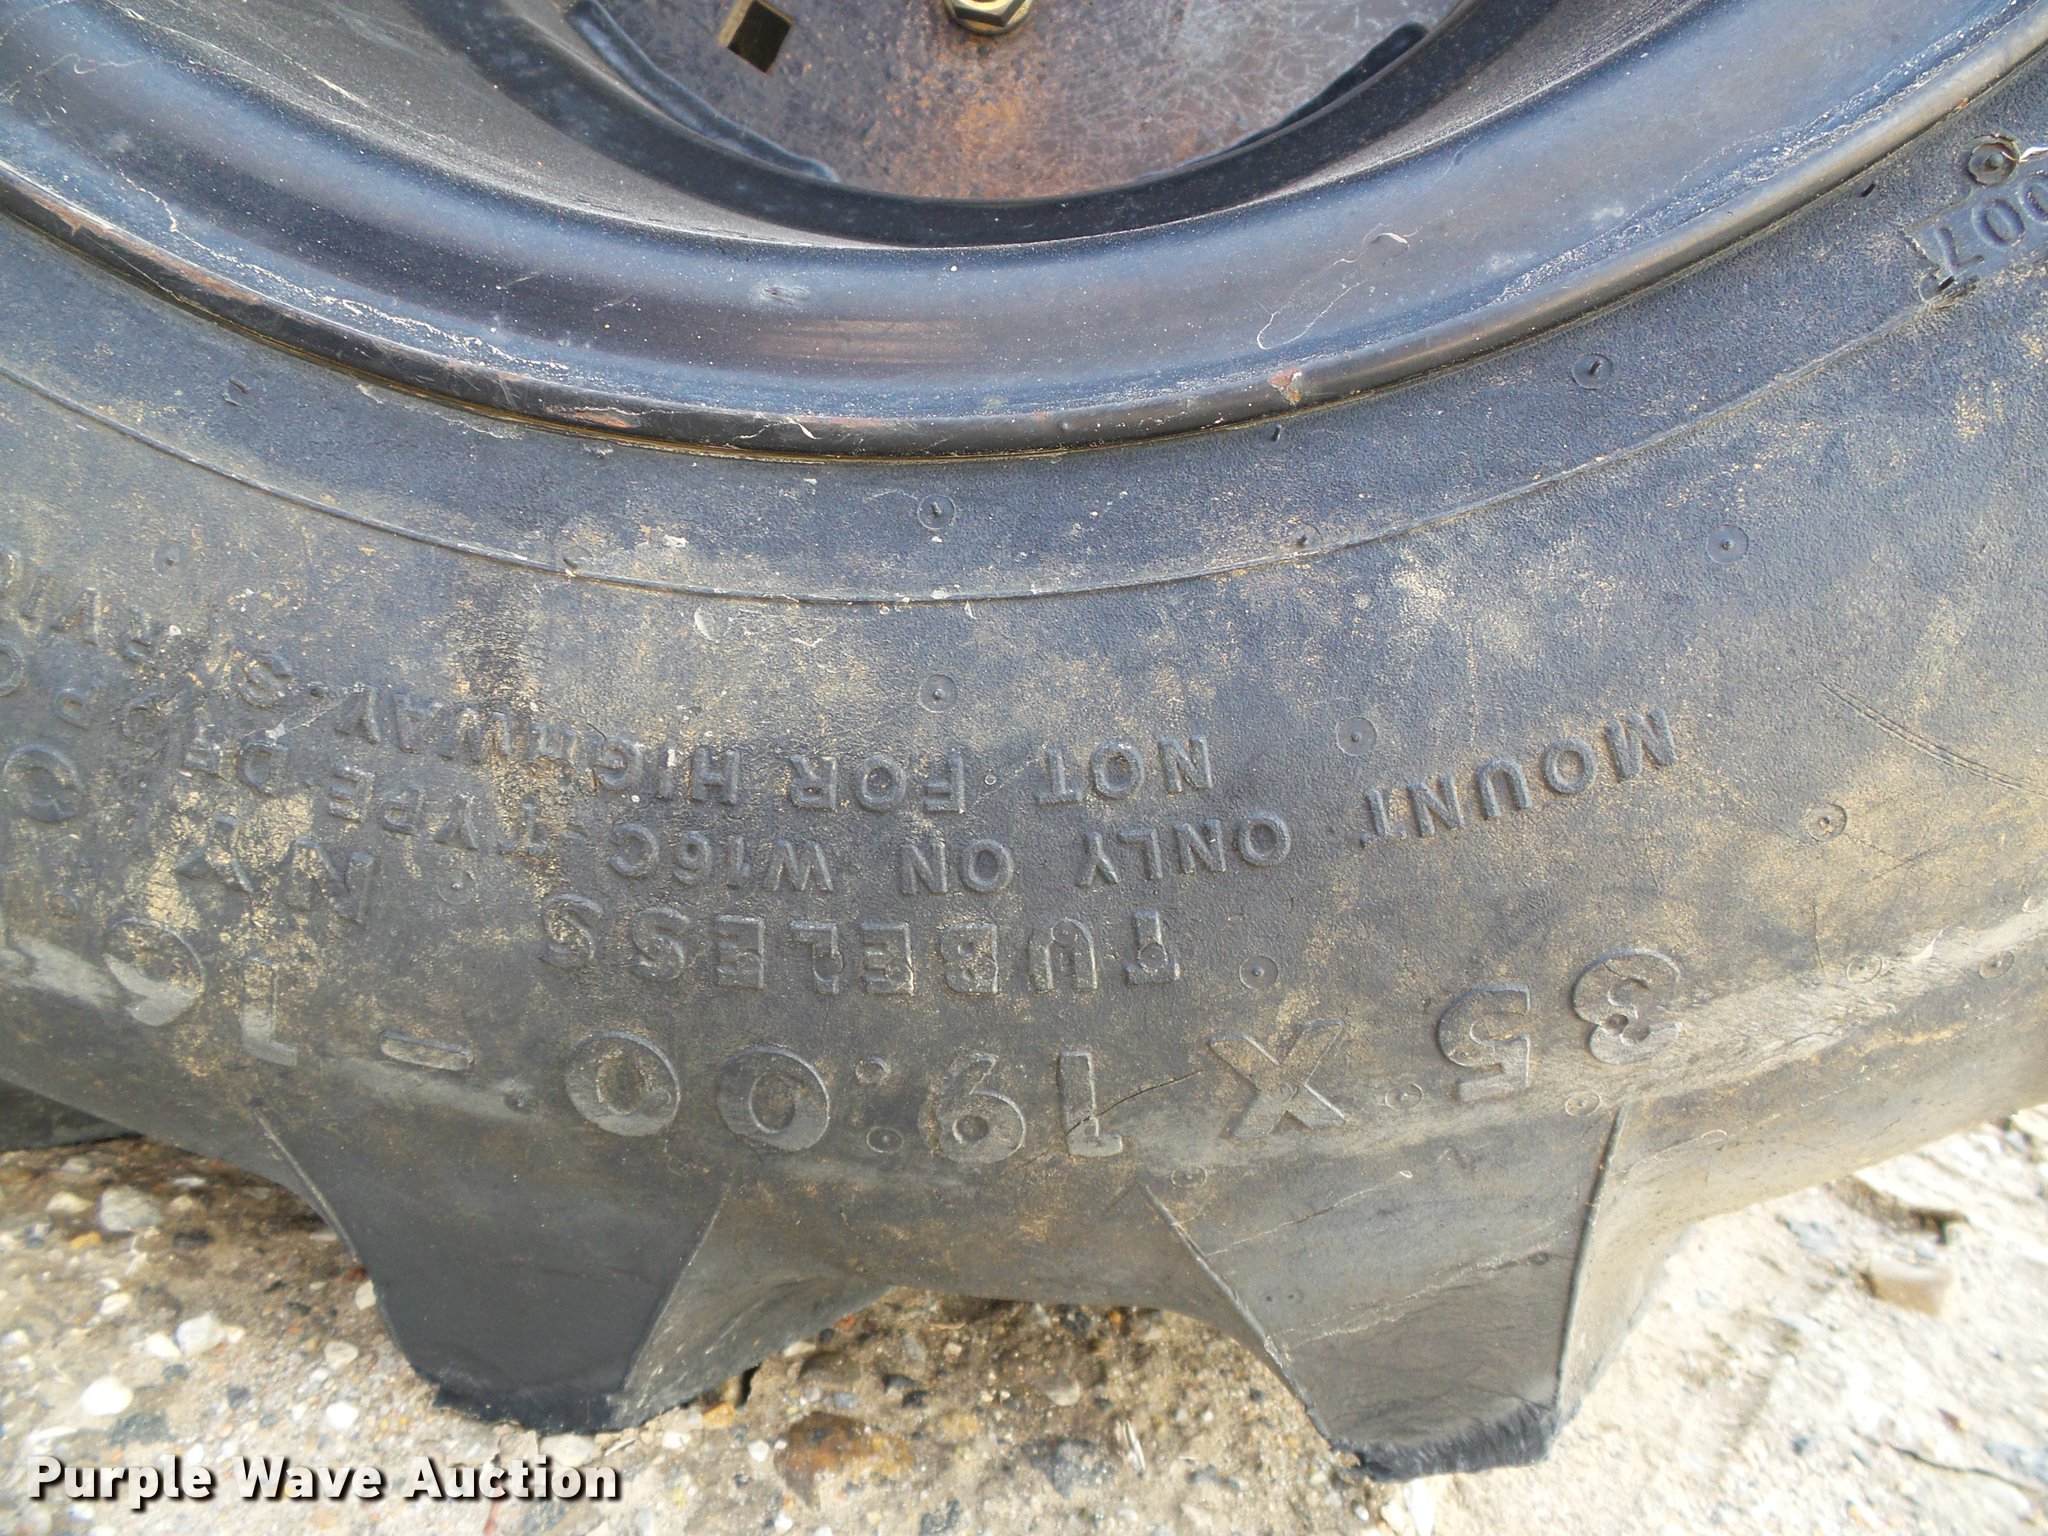 35 X 19.00 - 16
TUBELESS
MOUNT ONLY ON W16C-TYPE
NOT FOR HIGHWAY
Purple Wave Auction